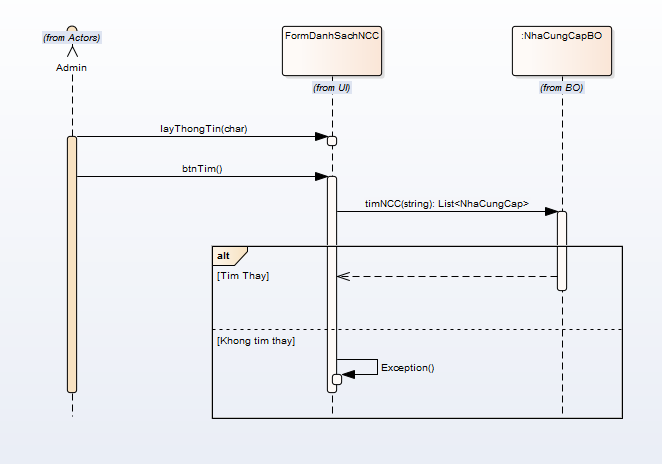 (from Actors)
Admin
FormDanhSachNCC
(from UI)
:NhaCungCapBO
(from BO)
layThongTin(char)
btnTim()
timNCC(string): List<NhaCungCap>
alt
[Tim Thay]
[Khong tim thay]
Exception()